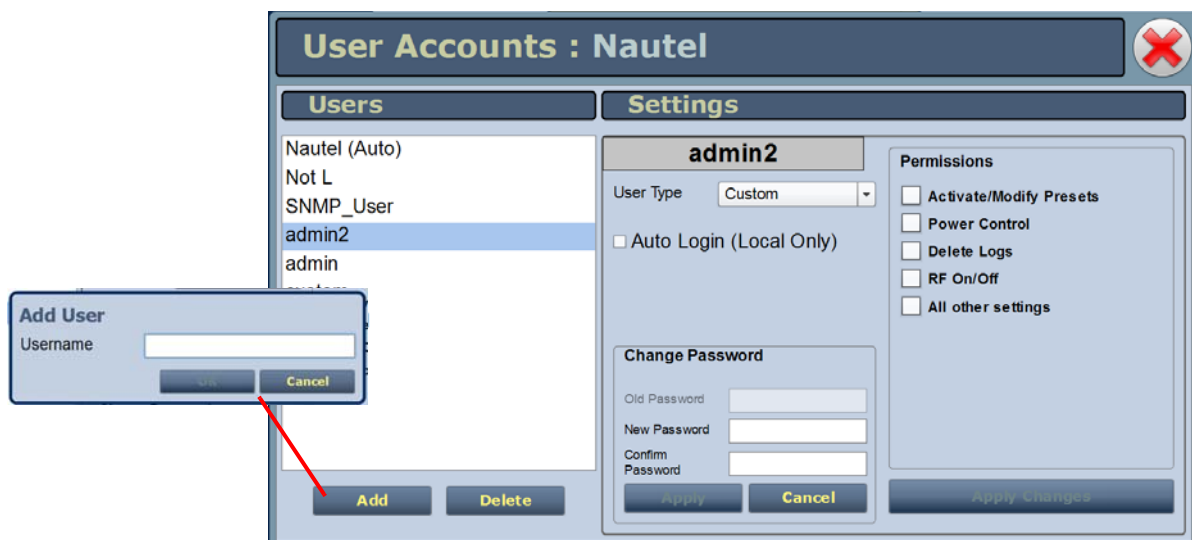 User Accounts : Nautel
Users
Nautel (Auto)
Not L
SNMP_User
admin2
admin
Add User
Username
OK
Cancel
Add
Delete
Settings
admin2
User Type
Custom
Auto Login (Local Only)
Change Password
Old Password
New Password
Confirm
Password
Apply
Cancel
Permissions
Activate/Modify Presets
Power Control
Delete Logs
RF On/Off
All other settings
Apply Changes